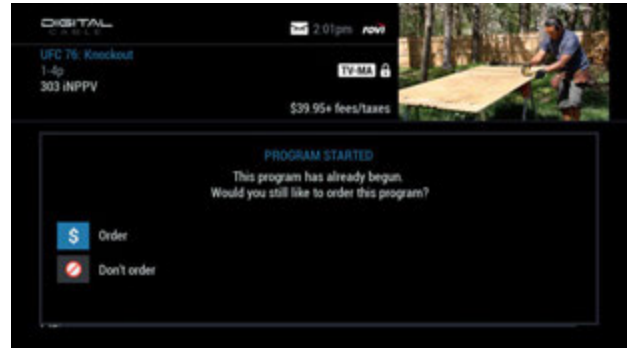 DIGITAL
CABLE
2:01pm rovi
UFC 76: Knockout
1-4p
TV-MA
303 iNPPV
$39.95+ fees/taxes
PROGRAM STARTED
This program has already begun.
Would you still like to order this program?
$ Order
Don't order